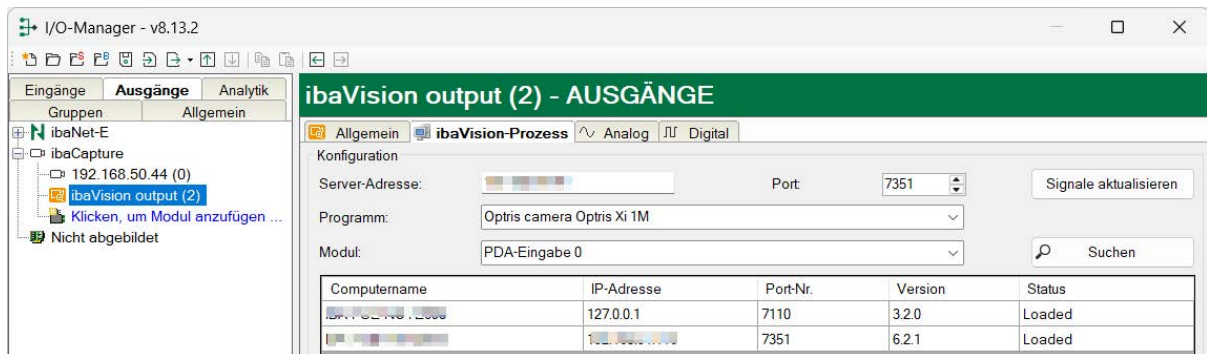 I/O-Manager - v8.13.2
Eingänge Ausgänge Analytik
Gruppen Allgemein
ibaNet-E
ibaCapture
192.168.50.44 (0)
ibaVision output (2)
Klicken, um Modul anzufügen ...
Nicht abgebildet
ibaVision output (2) - AUSGÄNGE
Allgemein ibaVision-Prozess Analog Digital
Konfiguration
Server-Adresse: Port: 7351 Signale aktualisieren
Programm: Optris camera Optris Xi 1M
Modul: PDA-Eingabe 0 Suchen
Computername IP-Adresse Port-Nr. Version Status
127.0.0.1 7110 3.2.0 Loaded
7351 6.2.1 Loaded